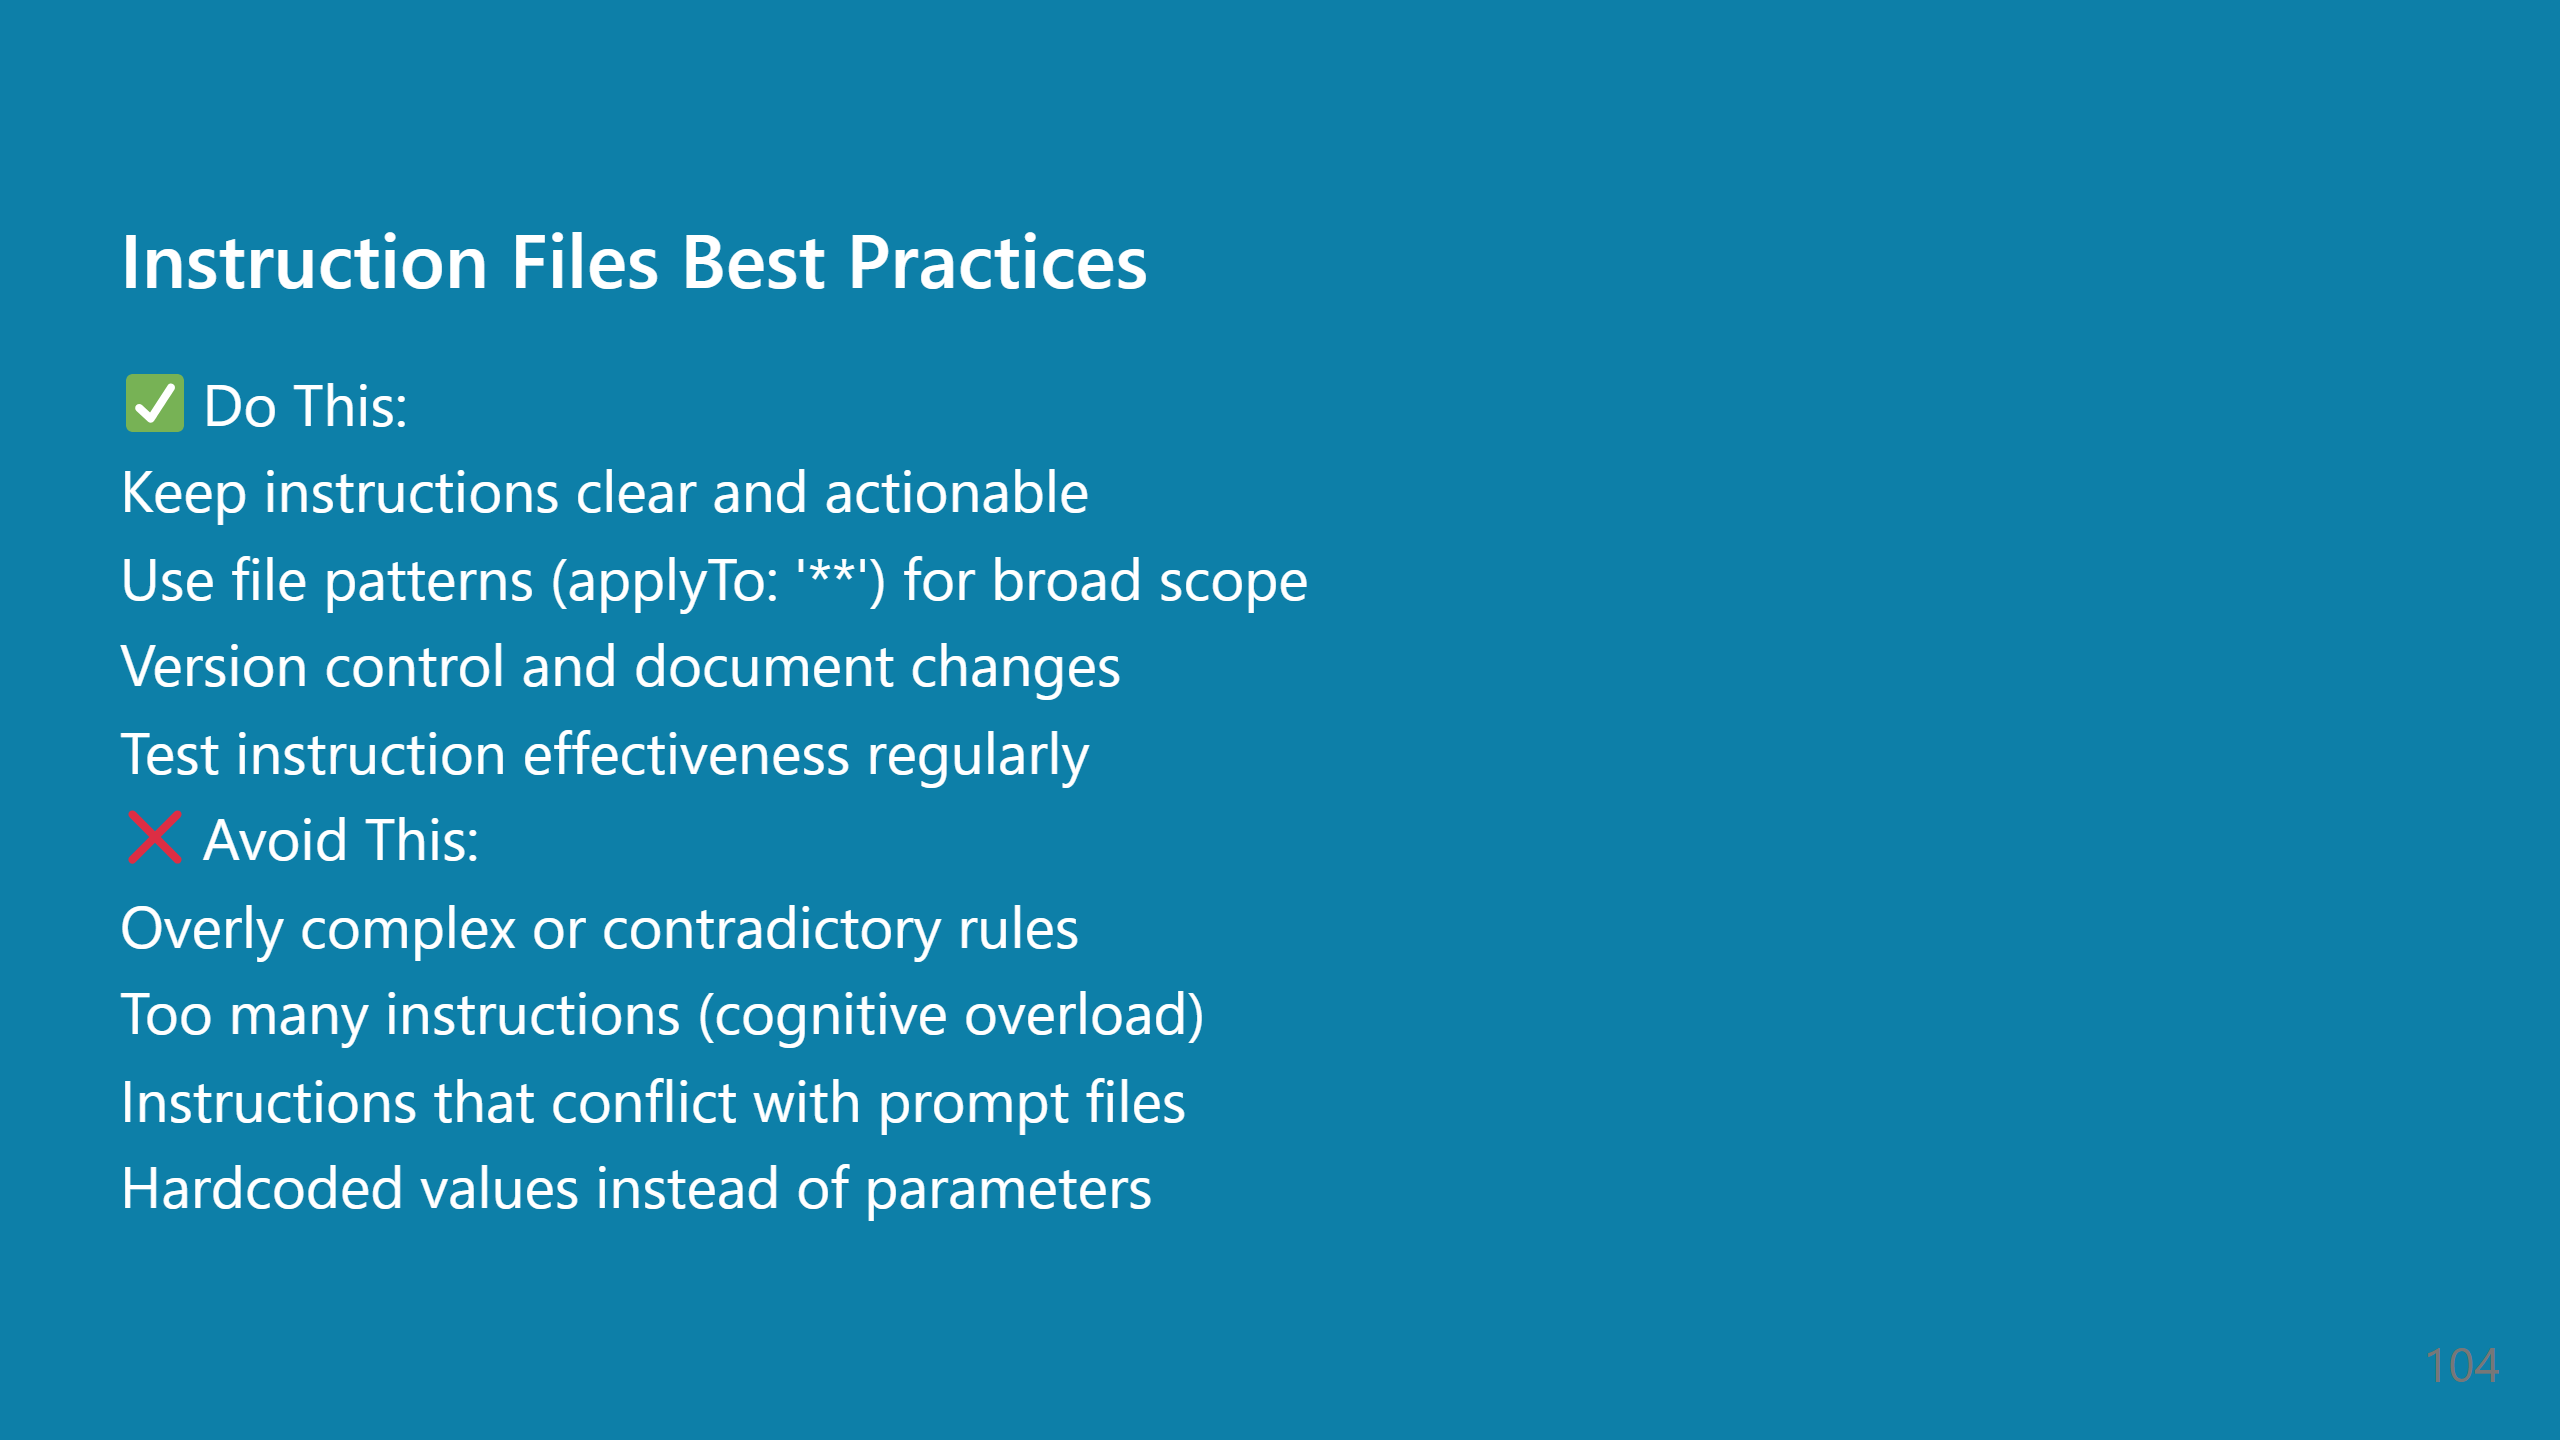 Instruction Files Best Practices
✅ Do This:
Keep instructions clear and actionable
Use file patterns (applyTo: '**') for broad scope
Version control and document changes
Test instruction effectiveness regularly
❌ Avoid This:
Overly complex or contradictory rules
Too many instructions (cognitive overload)
Instructions that conflict with prompt files
Hardcoded values instead of parameters
104